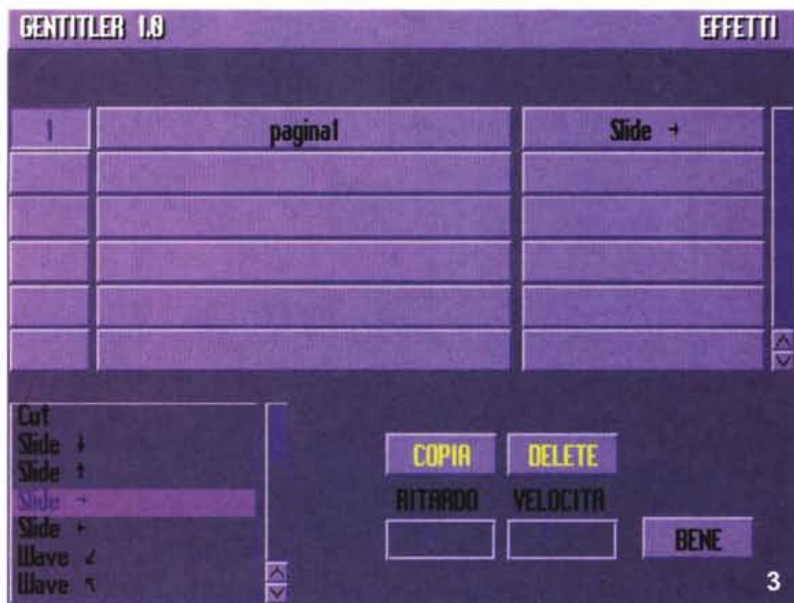 GENTITLER 1.0 EFFETTI
1 pagina1 Slide →
Cut
Slide ↓
Slide ↑
Slide →
Slide ←
Wave ↙
Wave ↖
COPIA DELETE
RITARDO VELOCITA
BENE
3